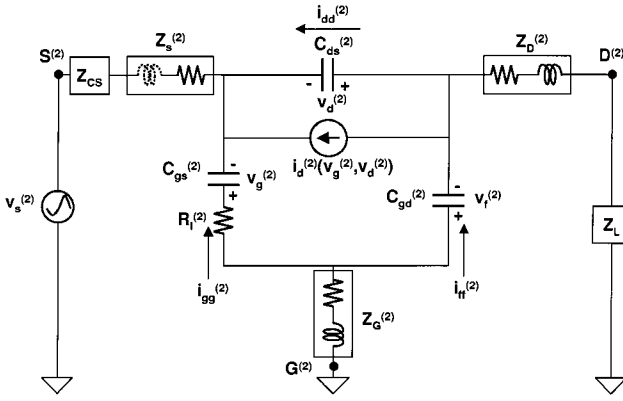 i_dd^(2)
S^(2) Z_s^(2) C_ds^(2) Z_D^(2) D^(2)
Z_CS
- +
v_d^(2)
i_d^(2)(v_g^(2),v_d^(2))
C_gs^(2) - v_g^(2) C_gd^(2) - v_f^(2)
v_s^(2) + +
R_I^(2) Z_L
i_gg^(2) i_ff^(2)
Z_G^(2)
G^(2)